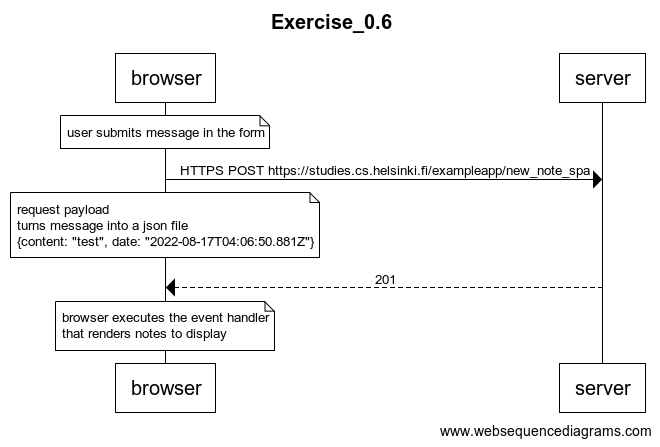 Exercise_0.6
browser
server
user submits message in the form
HTTPS POST https://studies.cs.helsinki.fi/exampleapp/new_note_spa
request payload
turns message into a json file
{content: "test", date: "2022-08-17T04:06:50.881Z"}
201
browser executes the event handler
that renders notes to display
browser
server
www.websequencediagrams.com